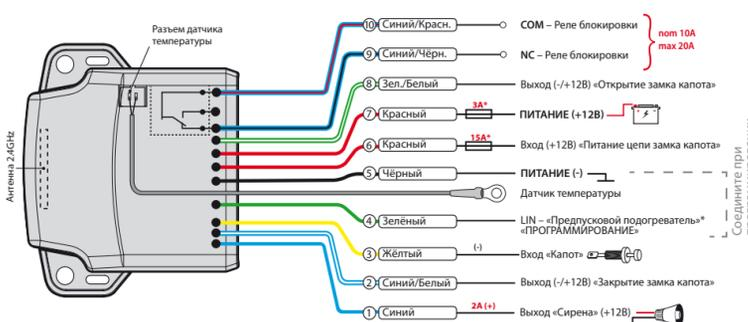 Разъем датчика
температуры
Антенна 2.4GHz
10 Синий/Красн. COM – Реле блокировки
nom 10A
max 20A
9 Синий/Чёрн. NC – Реле блокировки
8 Зел./Белый Выход (-/+12В) «Открытие замка капота»
7 Красный 3A* ПИТАНИЕ (+12В)
6 Красный 15A* Вход (+12В) «Питание цепи замка капота»
5 Чёрный ПИТАНИЕ (-)
Датчик температуры
4 Зелёный LIN – «Предпусковой подогреватель»*
«ПРОГРАММИРОВАНИЕ»
3 Жёлтый (-) Вход «Капот»
2 Синий/Белый Выход (-/+12В) «Закрытие замка капота»
1 Синий 2A (+) Выход «Сирена» (+12В)
Соедините при